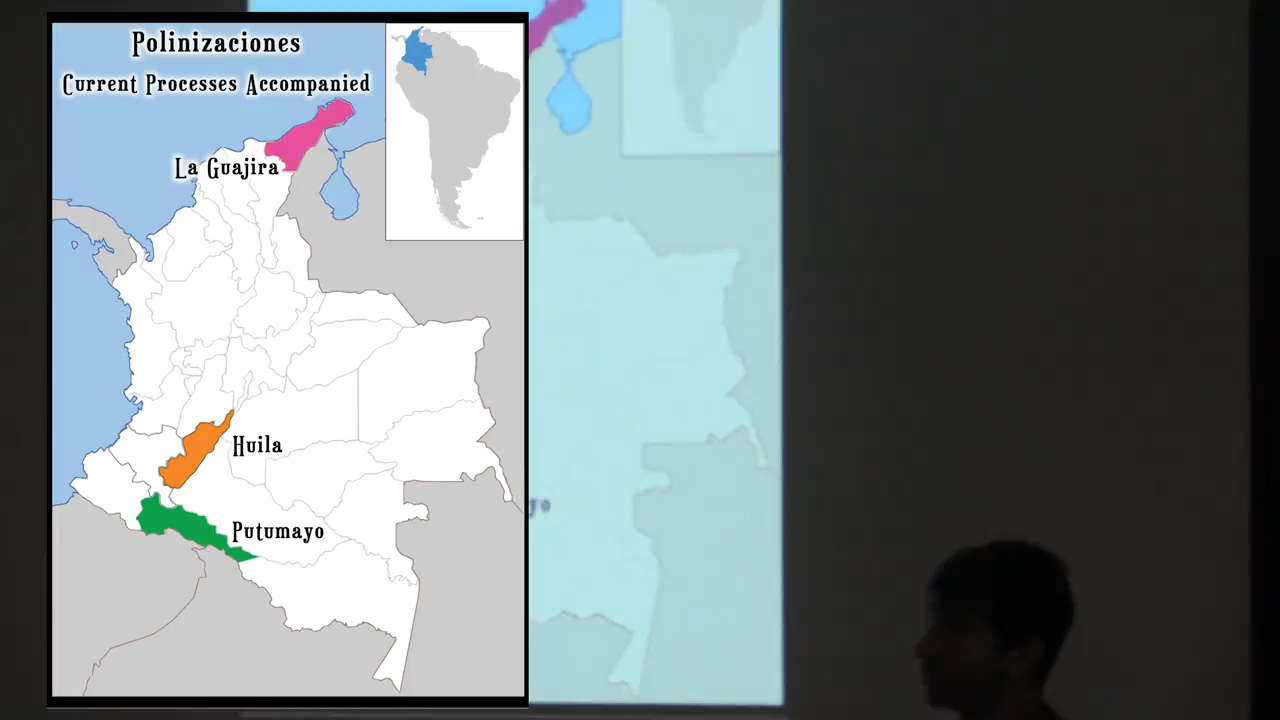 Polinizaciones
Current Processes Accompanied
La Guajira
Huila
Putumayo